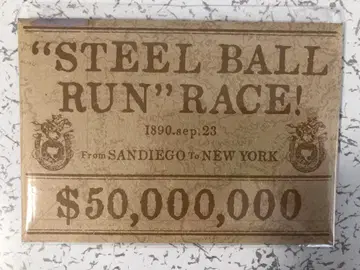 “STEEL BALL
RUN” RACE!
1890.sep.23
From SANDIEGO To NEW YORK
$50,000,000